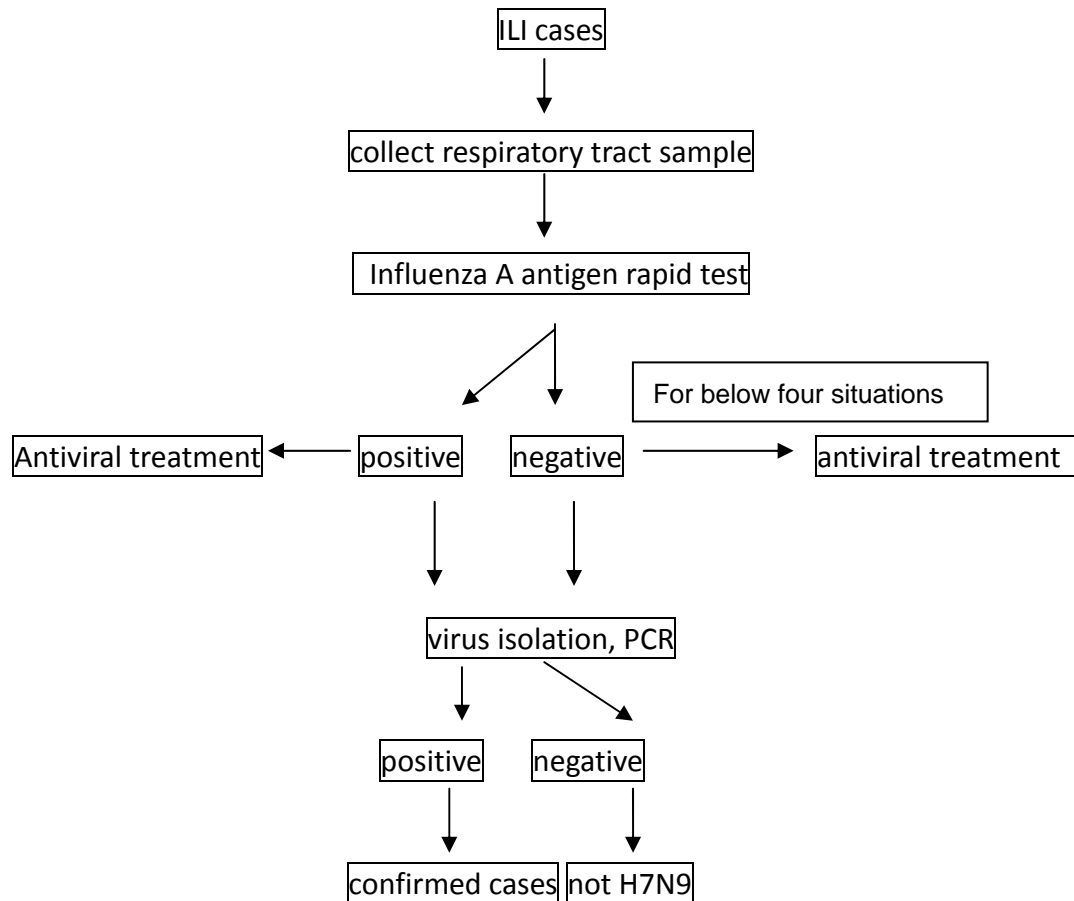 ILI cases
collect respiratory tract sample
Influenza A antigen rapid test
For below four situations
Antiviral treatment
positive
negative
antiviral treatment
virus isolation, PCR
positive
negative
confirmed cases
not H7N9